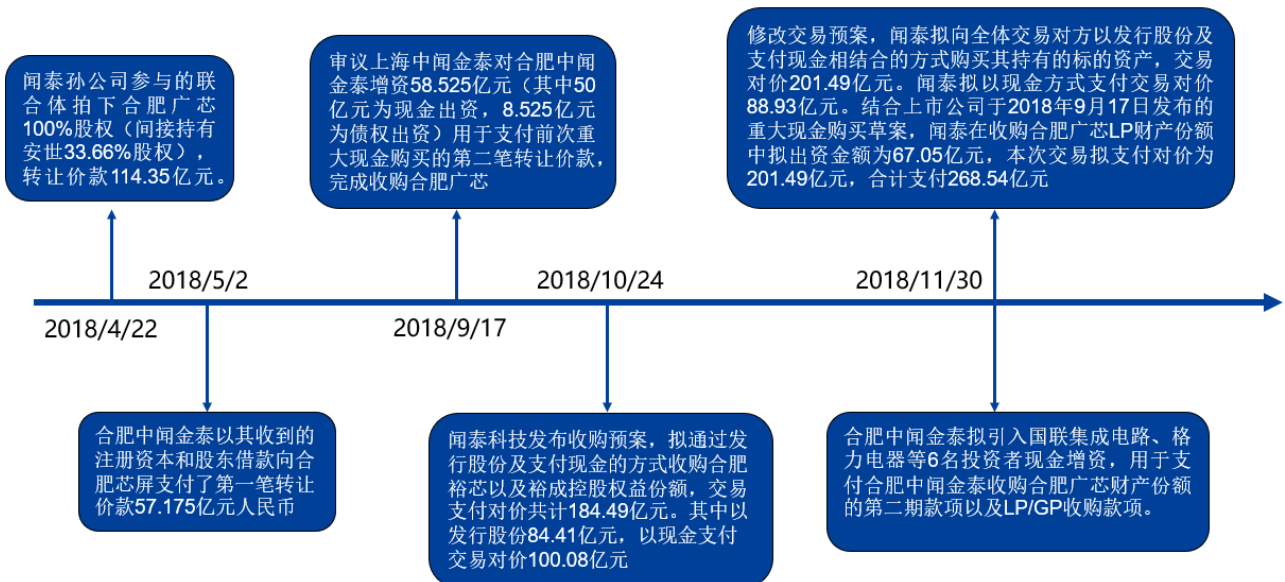 闻泰孙公司参与的联
合体拍下合肥广芯
100%股权（间接持有
安世33.66%股权），
转让价款114.35亿元。
审议上海中闻金泰对合肥中闻
金泰增资58.525亿元（其中50
亿元为现金出资，8.525亿元
为债权出资）用于支付前次重
大现金购买的第二笔转让价款，
完成收购合肥广芯
修改交易预案，闻泰拟向全体交易对方以发行股份及
支付现金相结合的方式购买其持有的标的资产，交易
对价201.49亿元。闻泰拟以现金方式支付交易对价
88.93亿元。结合上市公司于2018年9月17日发布的
重大现金购买草案，闻泰在收购合肥广芯LP财产份额
中拟出资金额为67.05亿元，本次交易拟支付对价为
201.49亿元，合计支付268.54亿元
2018/5/2
2018/10/24
2018/11/30
2018/4/22
2018/9/17
合肥中闻金泰以其收到的
注册资本和股东借款向合
肥芯屏支付了第一笔转让
价款57.175亿元人民币
闻泰科技发布收购预案，拟通过发
行股份及支付现金的方式收购合肥
裕芯以及裕成控股权益份额，交易
支付对价共计184.49亿元。其中以
发行股份84.41亿元，以现金支付
交易对价100.08亿元
合肥中闻金泰拟引入国联集成电路、格
力电器等6名投资者现金增资，用于支
付合肥中闻金泰收购合肥广芯财产份额
的第二期款项以及LP/GP收购款项。